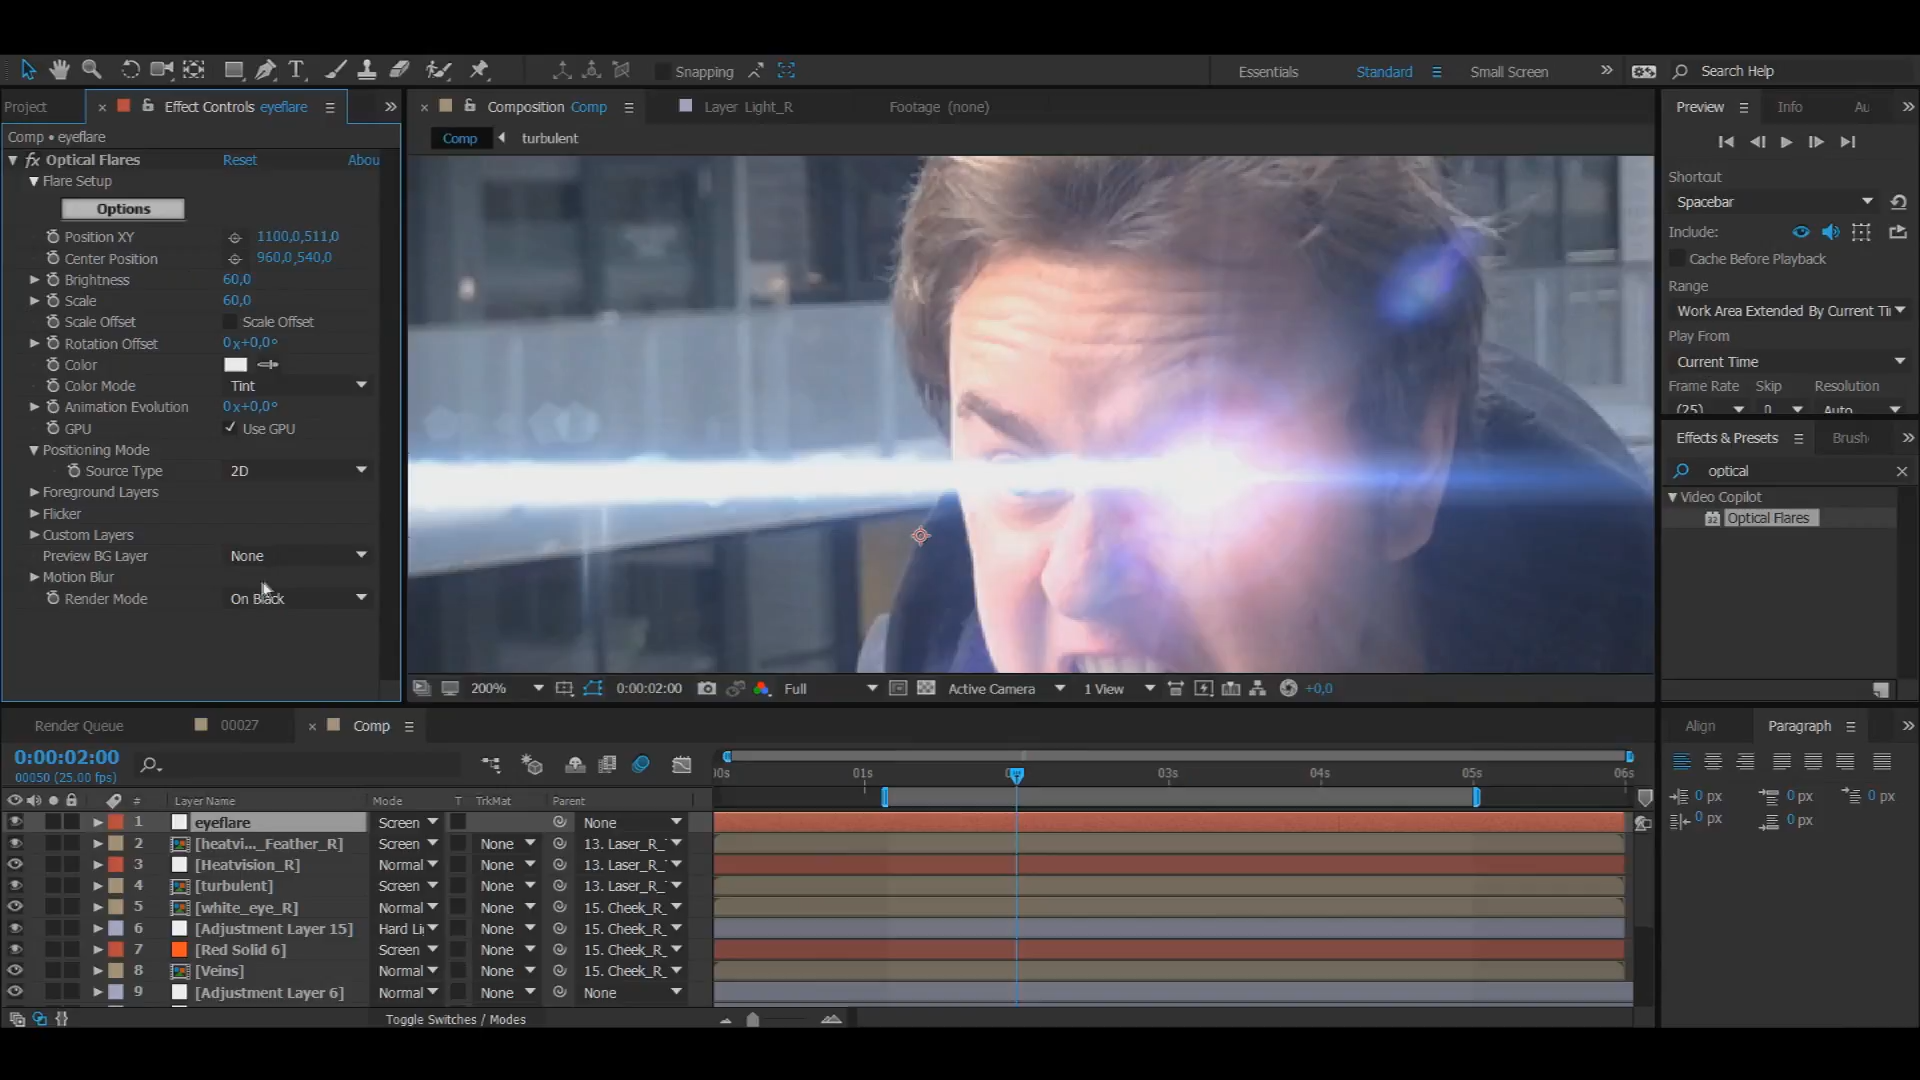 Snapping
Essentials
Standard
Small Screen
Search Help
Project
Effect Controls eyeflare
Composition Comp
Layer Light_R
Footage (none)
Preview
Info
Au
Comp • eyeflare
Comp
turbulent
fx Optical Flares
Reset
Abou
Flare Setup
Options
Position XY
1100,0,511,0
Center Position
960,0,540,0
Brightness
60,0
Scale
60,0
Scale Offset
Scale Offset
Rotation Offset
0x+0,0°
Color
Color Mode
Tint
Animation Evolution
0x+0,0°
GPU
Use GPU
Positioning Mode
Source Type
2D
Foreground Layers
Flicker
Custom Layers
Preview BG Layer
None
Motion Blur
Render Mode
On Black
Shortcut
Spacebar
Include:
Cache Before Playback
Range
Work Area Extended By Current Ti
Play From
Current Time
Frame Rate
Skip
Resolution
(25)
0
Auto
Effects & Presets
Brush
optical
Video Copilot
32
Optical Flares
200%
0:00:02:00
Full
Active Camera
1 View
+0,0
Render Queue
00027
Comp
Align
Paragraph
0:00:02:00
00050 (25.00 fps)
00s
01s
03s
04s
05s
06s
# Layer Name
Mode
T TrkMat
Parent
0 px
0 px
0 px
0 px
0 px
1 eyeflare Screen None
2 [heatvi..._Feather_R] Screen None 13. Laser_R_
3 [Heatvision_R] Normal None 13. Laser_R_
4 [turbulent] Screen None 13. Laser_R_
5 [white_eye_R] Normal None 15. Cheek_R_
6 [Adjustment Layer 15] Hard Li None 15. Cheek_R_
7 [Red Solid 6] Screen None 15. Cheek_R_
8 [Veins] Normal None 15. Cheek_R_
9 [Adjustment Layer 6] Normal None None
Toggle Switches / Modes